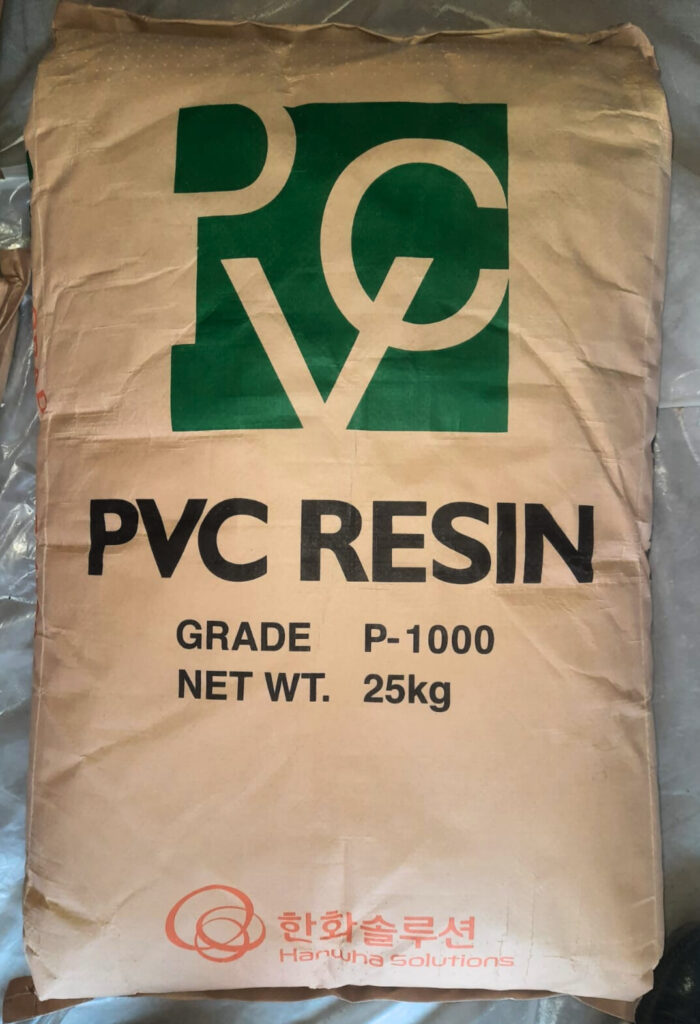 PVC
PVC RESIN
GRADE P-1000
NET WT. 25kg
한화솔루션
Hanwha Solutions